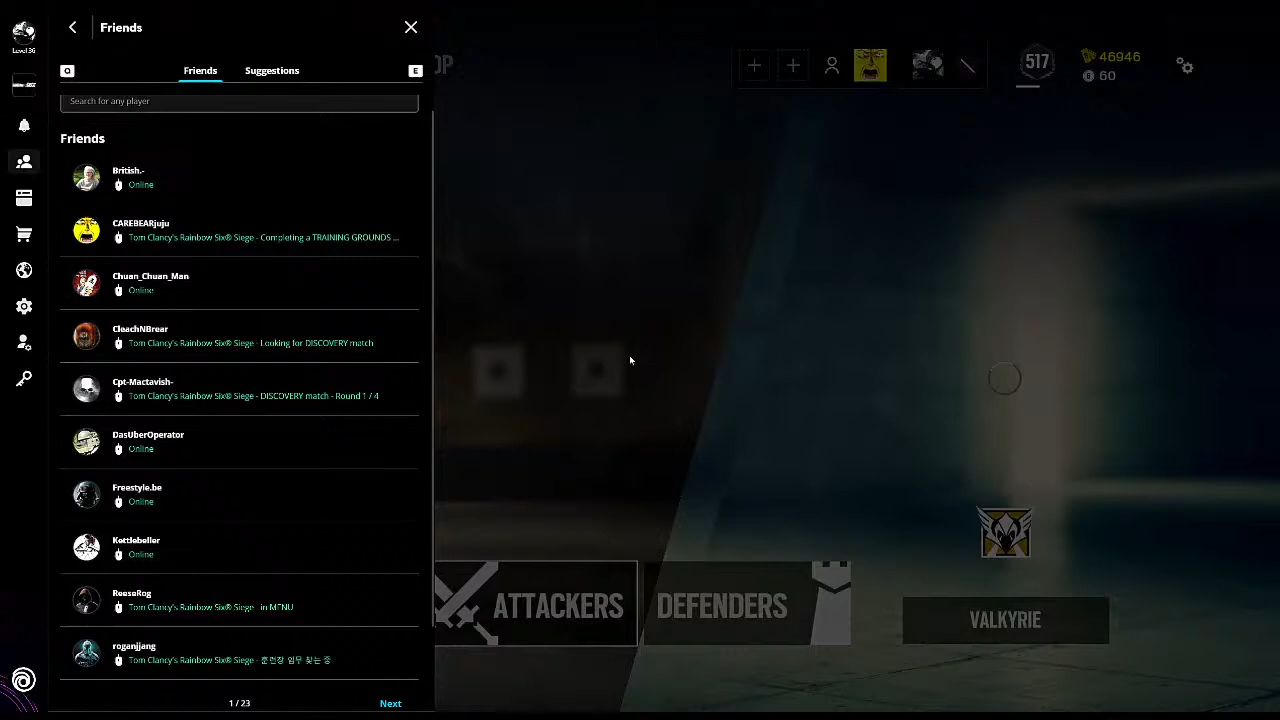 Level 36
Friends
Q
Friends
Suggestions
E
OP
517
46946
60
Search for any player
Friends
British.-
Online
CAREBEARjuju
Tom Clancy's Rainbow Six® Siege - Completing a TRAINING GROUNDS ...
Chuan_Chuan_Man
Online
CleachNBrear
Tom Clancy's Rainbow Six® Siege - Looking for DISCOVERY match
Cpt-Mactavish-
Tom Clancy's Rainbow Six® Siege - DISCOVERY match - Round 1 / 4
DasUberOperator
Online
Freestyle.be
Online
Kettlebeller
Online
ReeseRog
Tom Clancy's Rainbow Six® Siege - in MENU
roganjjang
Tom Clancy's Rainbow Six® Siege - 훈련장 임무 찾는 중
1 / 23
Next
ATTACKERS
DEFENDERS
VALKYRIE